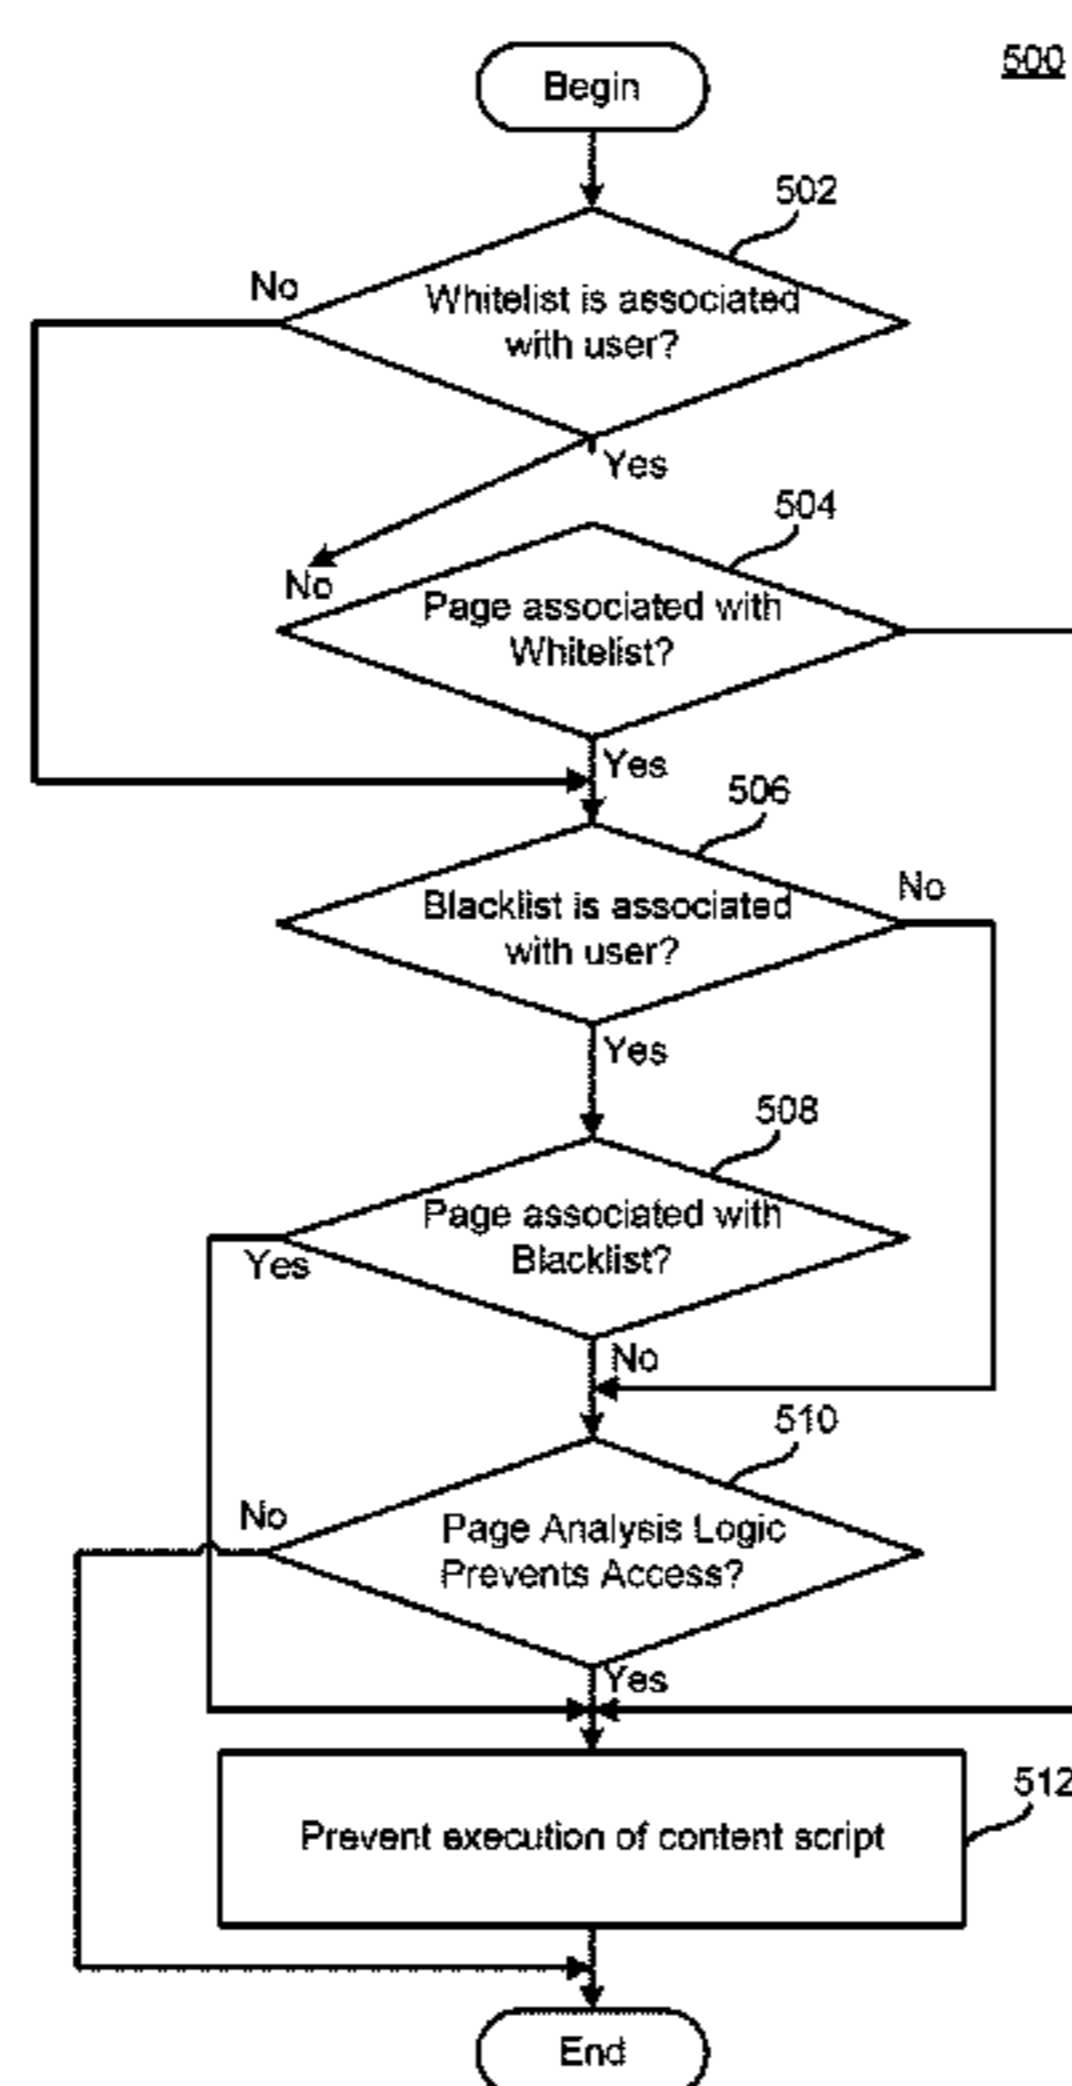 500
Begin
502
No
Whitelist is associated
with user?
Yes
504
No
Page associated with
Whitelist?
Yes
506
No
Blacklist is associated
with user?
Yes
508
Page associated with
Blacklist?
Yes
No
510
No
Page Analysis Logic
Prevents Access?
Yes
512
Prevent execution of content script
End